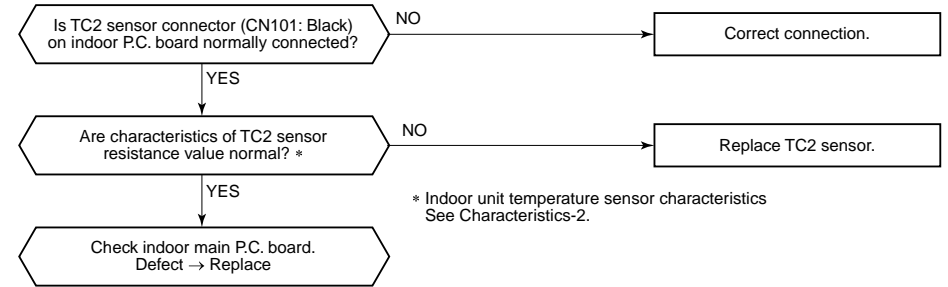 Is TC2 sensor connector (CN101: Black)
on indoor P.C. board normally connected?
NO
Correct connection.
YES
Are characteristics of TC2 sensor
resistance value normal? *
NO
Replace TC2 sensor.
YES
* Indoor unit temperature sensor characteristics
See Characteristics-2.
Check indoor main P.C. board.
Defect → Replace